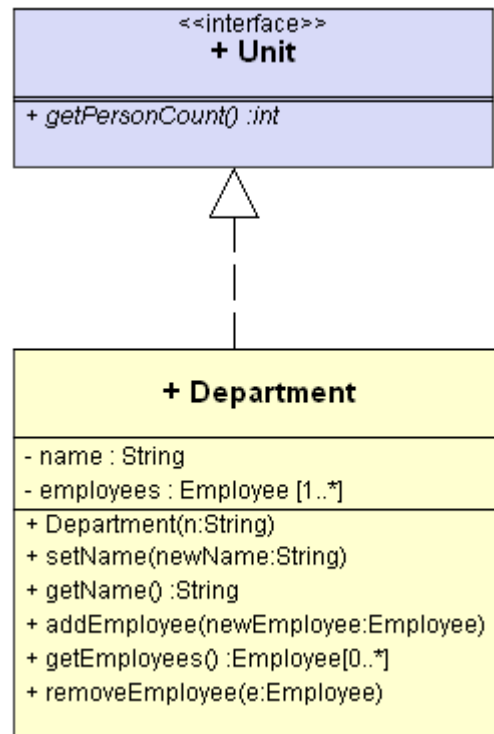 <<interface>>
+ Unit
+ getPersonCount() :int
+ Department
- name : String
- employees : Employee [1..*]
+ Department(n:String)
+ setName(newName:String)
+ getName() :String
+ addEmployee(newEmployee:Employee)
+ getEmployees() :Employee[0..*]
+ removeEmployee(e:Employee)